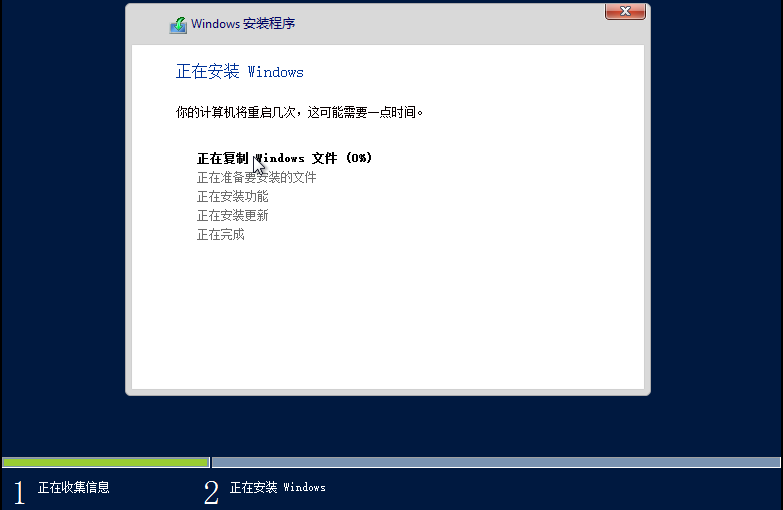 Windows 安装程序
正在安装 Windows
你的计算机将重启几次，这可能需要一点时间。
正在复制 Windows 文件 (0%)
正在准备要安装的文件
正在安装功能
正在安装更新
正在完成
1 正在收集信息
2 正在安装 Windows